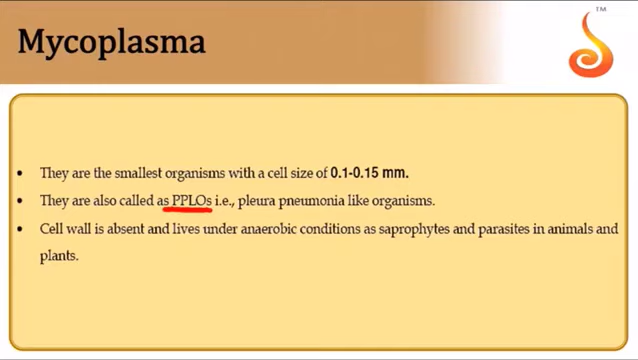 Mycoplasma
TM
• They are the smallest organisms with a cell size of 0.1-0.15 mm.
• They are also called as PPLOs i.e., pleura pneumonia like organisms.
• Cell wall is absent and lives under anaerobic conditions as saprophytes and parasites in animals and
plants.